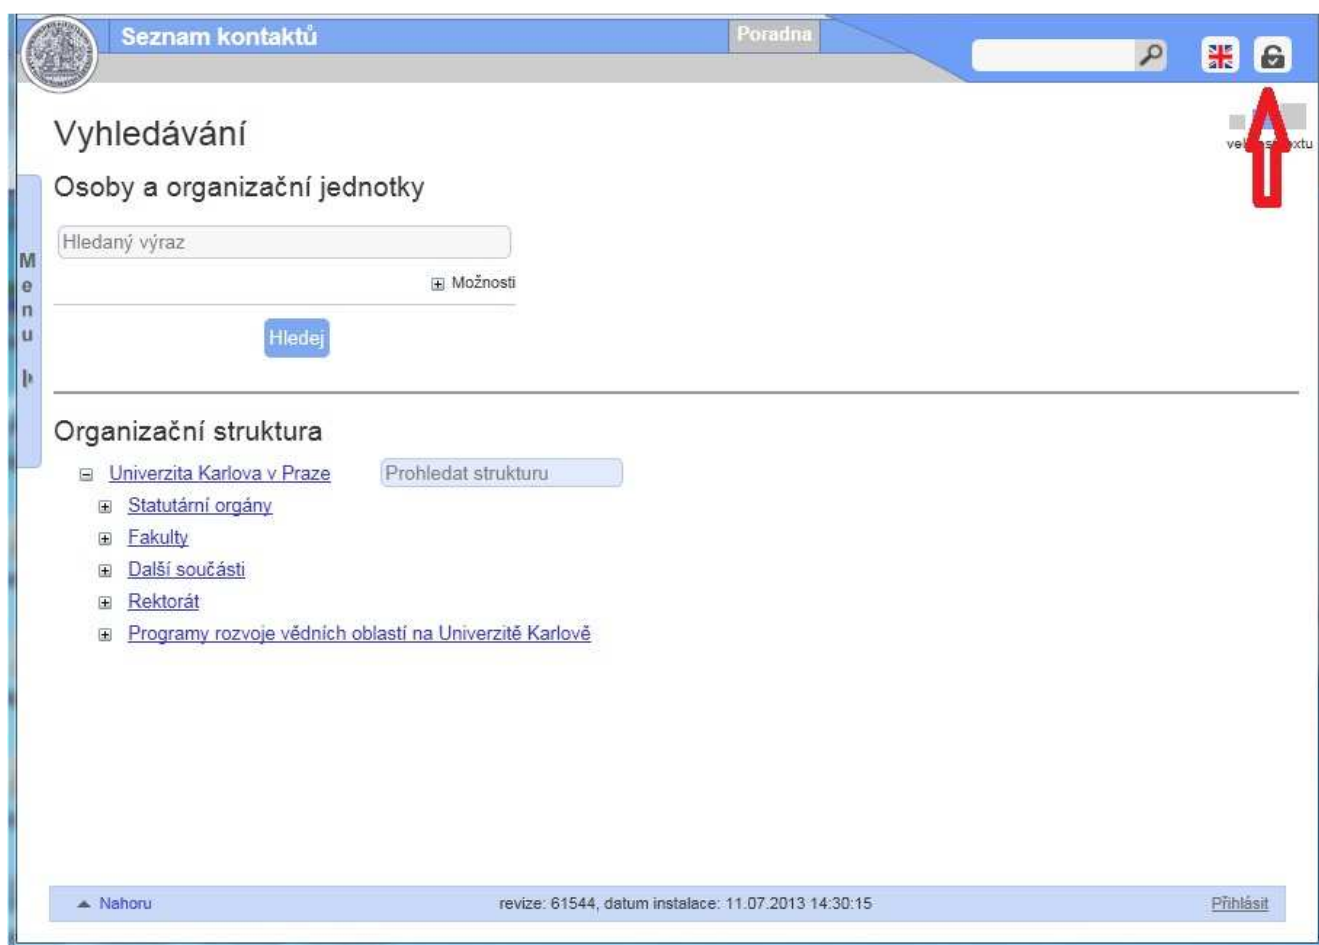 Seznam kontaktů
Poradna
Vyhledávání
Osoby a organizační jednotky
Hledaný výraz
Možnosti
Hledej
Menu
Organizační struktura
Univerzita Karlova v Praze
Prohledat strukturu
Statutární orgány
Fakulty
Další součásti
Rektorát
Programy rozvoje vědních oblastí na Univerzitě Karlově
Nahoru
revize: 61544, datum instalace: 11.07.2013 14:30:15
Přihlásit